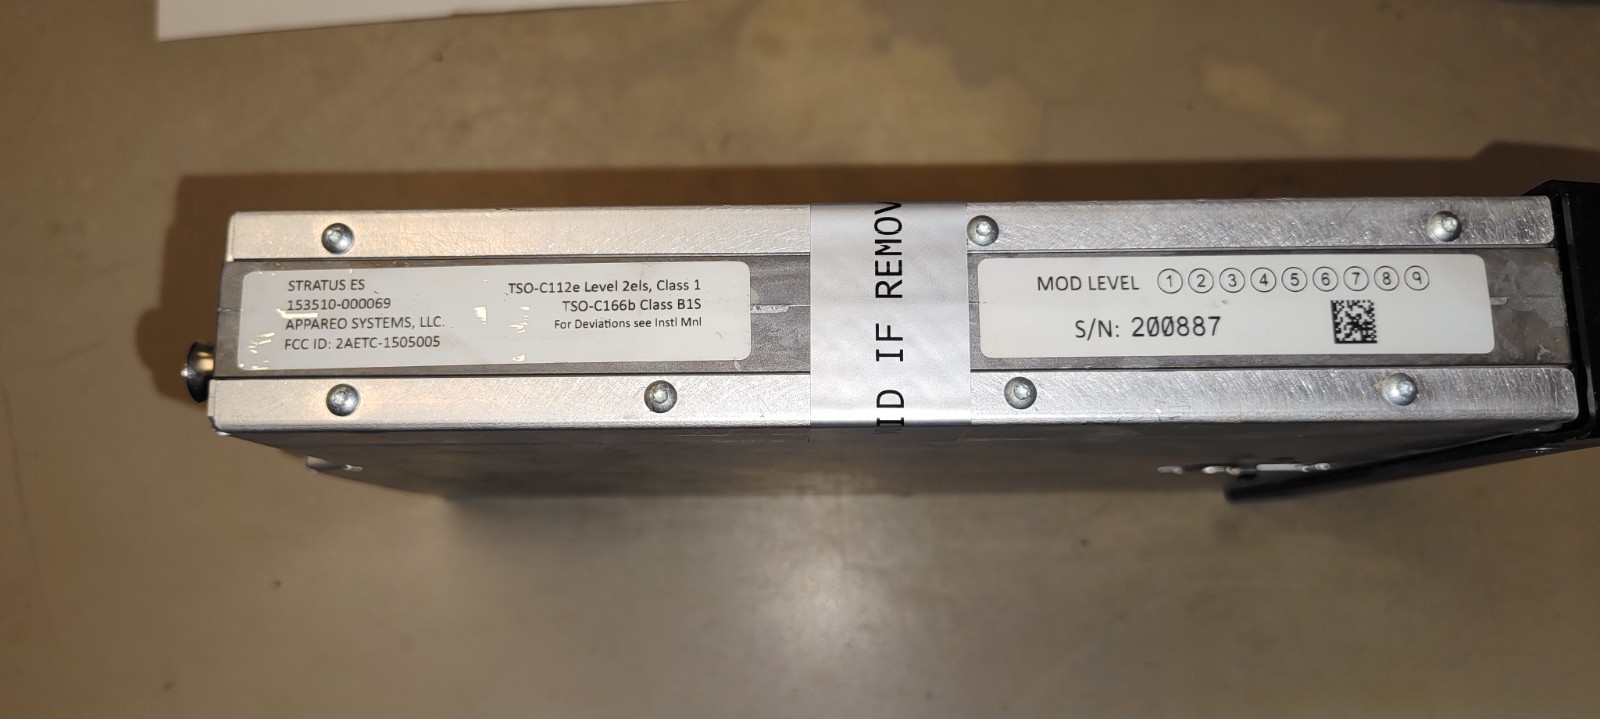 STRATUS ES
153510-000069
APPAREO SYSTEMS, LLC.
FCC ID: 2AETC-1505005
TSO-C112e Level 2els, Class 1
TSO-C166b Class B1S
For Deviations see Instl Mnl
ID IF REMOV
MOD LEVEL 1 2 3 4 5 6 7 8 9
S/N: 200887